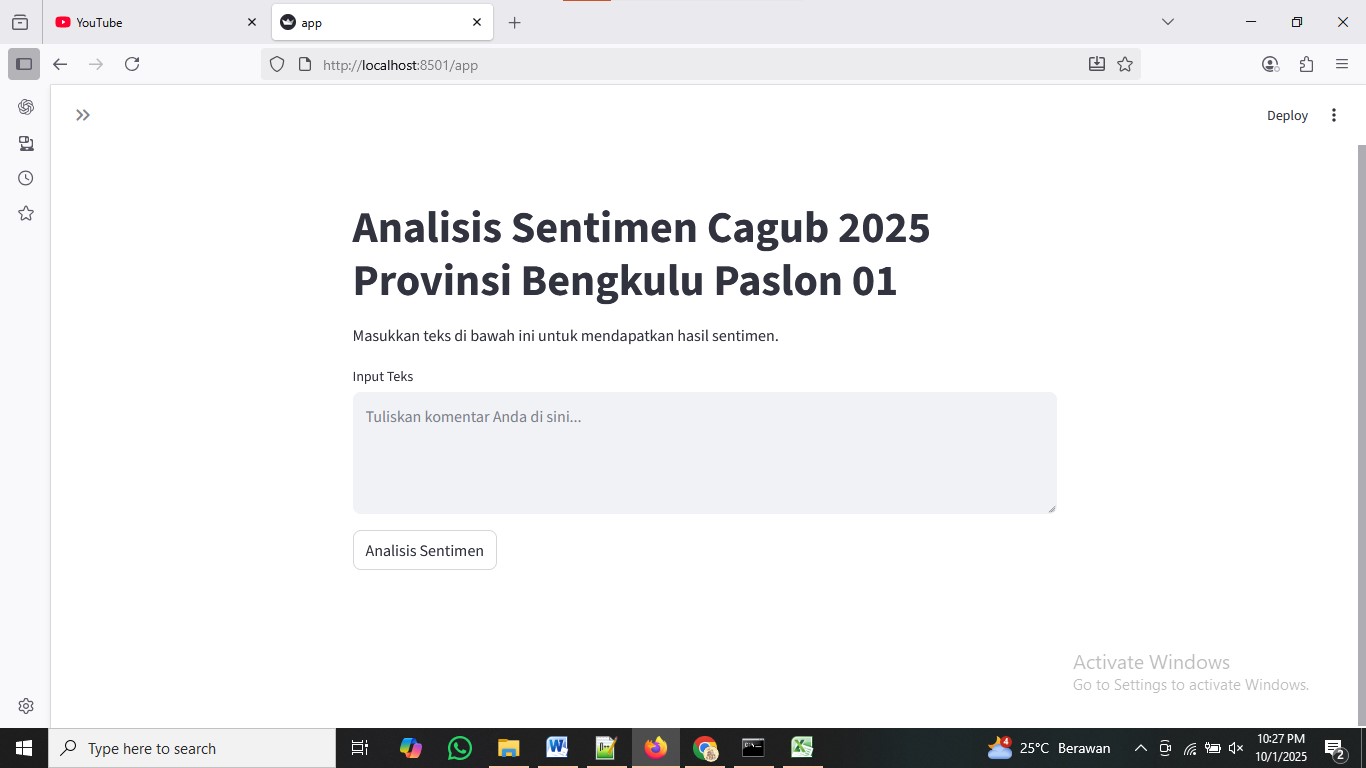 YouTube
app
http://localhost:8501/app
Deploy
Analisis Sentimen Cagub 2025
Provinsi Bengkulu Paslon 01
Masukkan teks di bawah ini untuk mendapatkan hasil sentimen.
Input Teks
Tuliskan komentar Anda di sini...
Analisis Sentimen
Activate Windows
Go to Settings to activate Windows.
Type here to search
4
25°C Berawan
10:27 PM
10/1/2025
2